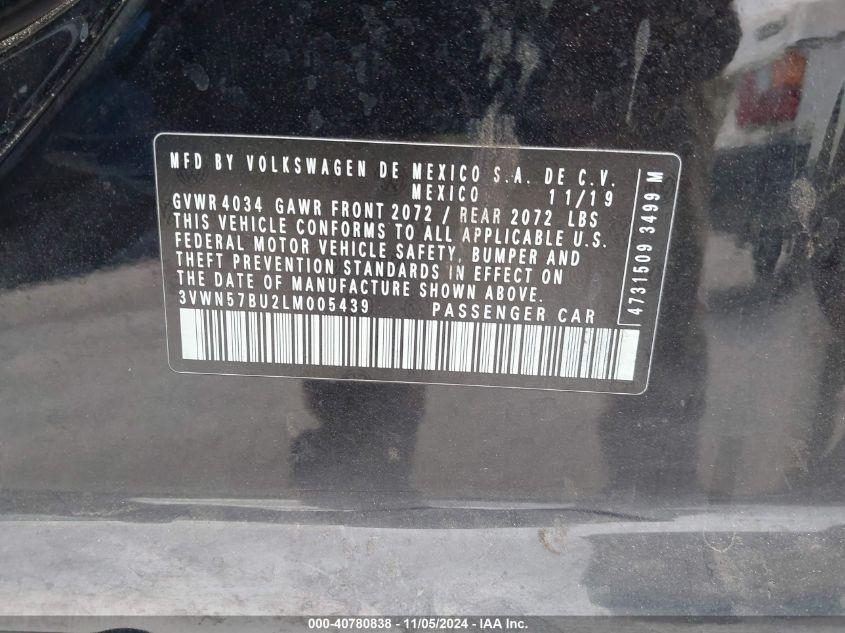 MFD BY VOLKSWAGEN DE MEXICO S.A. DE C.V.
MEXICO 11/19
GVWR 4034 GAWR FRONT 2072 / REAR 2072 LBS
THIS VEHICLE CONFORMS TO ALL APPLICABLE U.S.
FEDERAL MOTOR VEHICLE SAFETY, BUMPER AND
THEFT PREVENTION STANDARDS IN EFFECT ON
THE DATE OF MANUFACTURE SHOWN ABOVE.
3VWN57BU2LM005439 PASSENGER CAR
4731509 3499 M
000-40780838 - 11/05/2024 - IAA Inc.